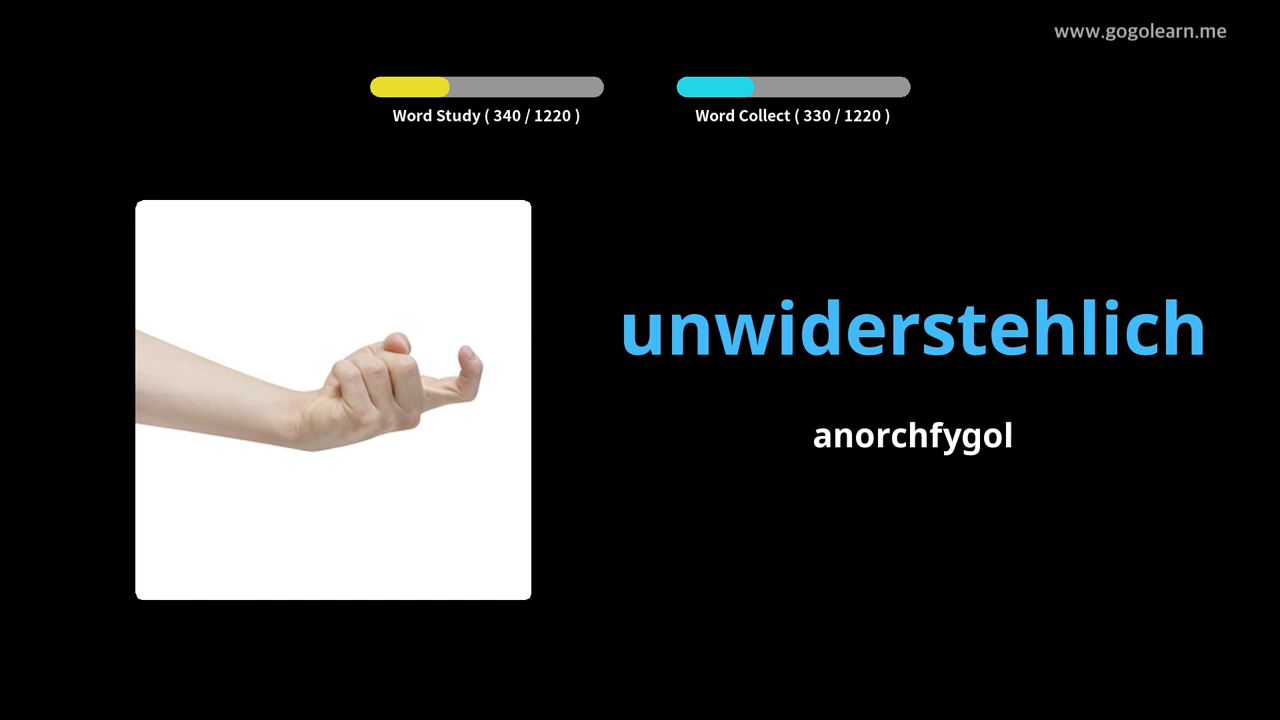 www.gogolearn.me
Word Study ( 340 / 1220 )
Word Collect ( 330 / 1220 )
unwiderstehlich
anorchfygol